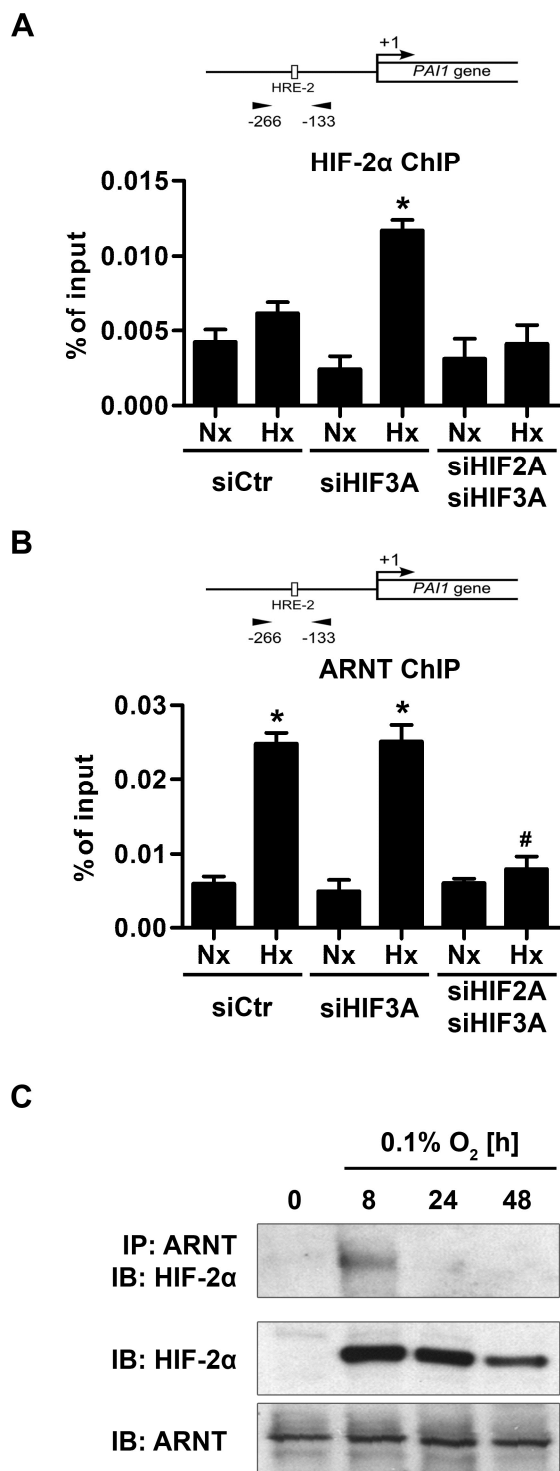 A
+1
PAI1 gene
HRE-2
-266 -133
HIF-2α ChIP
% of input
0.015
0.010
0.005
0.000
Nx Hx Nx Hx Nx Hx
siCtr siHIF3A siHIF2A
siHIF3A
*
B
+1
PAI1 gene
HRE-2
-266 -133
ARNT ChIP
% of input
0.03
0.02
0.01
0.00
* * #
Nx Hx Nx Hx Nx Hx
siCtr siHIF3A siHIF2A
siHIF3A
C
0.1% O₂ [h]
0 8 24 48
IP: ARNT
IB: HIF-2α
IB: HIF-2α
IB: ARNT